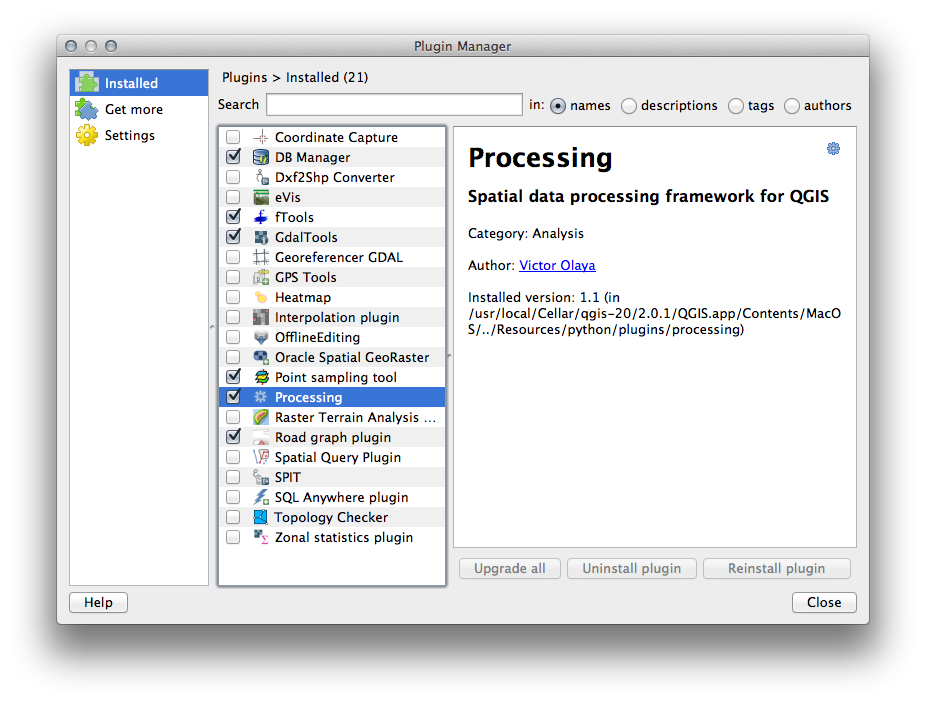 Plugin Manager
Installed
Get more
Settings
Plugins > Installed (21)
Search in: names descriptions tags authors
Coordinate Capture
DB Manager
Dxf2Shp Converter
eVis
fTools
GdalTools
Georeferencer GDAL
GPS Tools
Heatmap
Interpolation plugin
OfflineEditing
Oracle Spatial GeoRaster
Point sampling tool
Processing
Raster Terrain Analysis ...
Road graph plugin
Spatial Query Plugin
SPIT
SQL Anywhere plugin
Topology Checker
Zonal statistics plugin
Processing
Spatial data processing framework for QGIS
Category: Analysis
Author: Victor Olaya
Installed version: 1.1 (in
/usr/local/Cellar/qgis-20/2.0.1/QGIS.app/Contents/MacO
S/../Resources/python/plugins/processing)
Upgrade all Uninstall plugin Reinstall plugin
Help Close